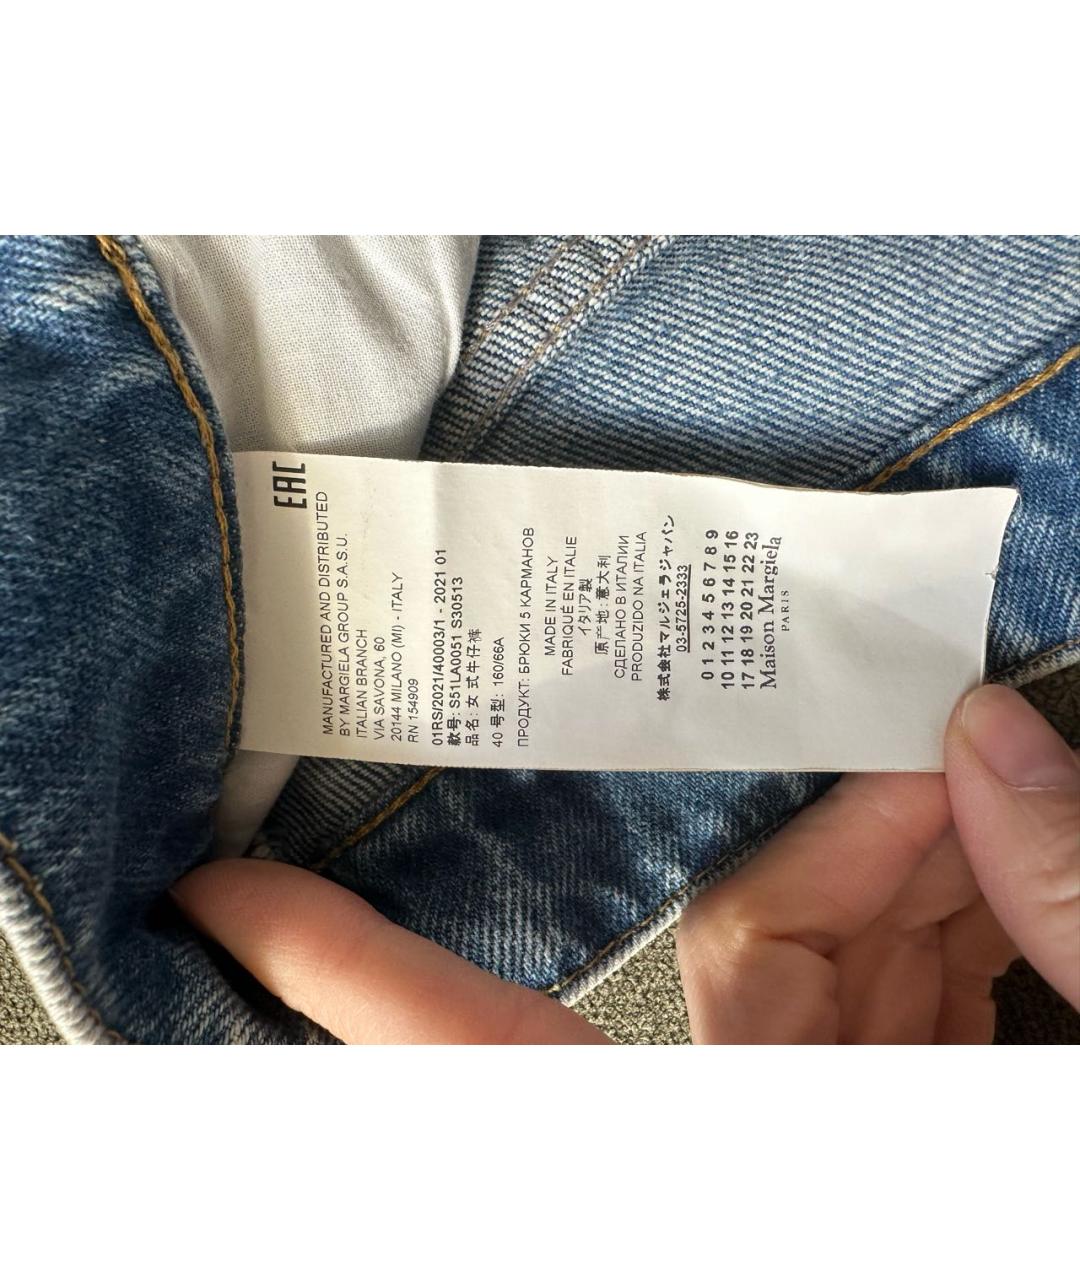 EAC
MANUFACTURED AND DISTRIBUTED
BY MARGIELA GROUP S.A.S.U.
ITALIAN BRANCH
VIA SAVONA, 60
20144 MILANO (MI) - ITALY
RN 154909
01RS/2021/40003/1 - 2021 01
款号: S51LA0051 S30513
品名: 女 式 牛 仔 裤
40 号 型: 160/66A
ПРОДУКТ: БРЮКИ 5 КАРМАНОВ
MADE IN ITALY
FABRIQUÉ EN ITALIE
イタリア製
原 产 地 : 意 大 利
СДЕЛАНО В ИТАЛИИ
PRODUZIDO NA ITALIA
株式会社マルジェラジャパン
03-5725-2333
0 1 2 3 4 5 6 7 8 9
10 11 12 13 14 15 16
17 18 19 20 21 22 23
Maison Margiela
PARIS